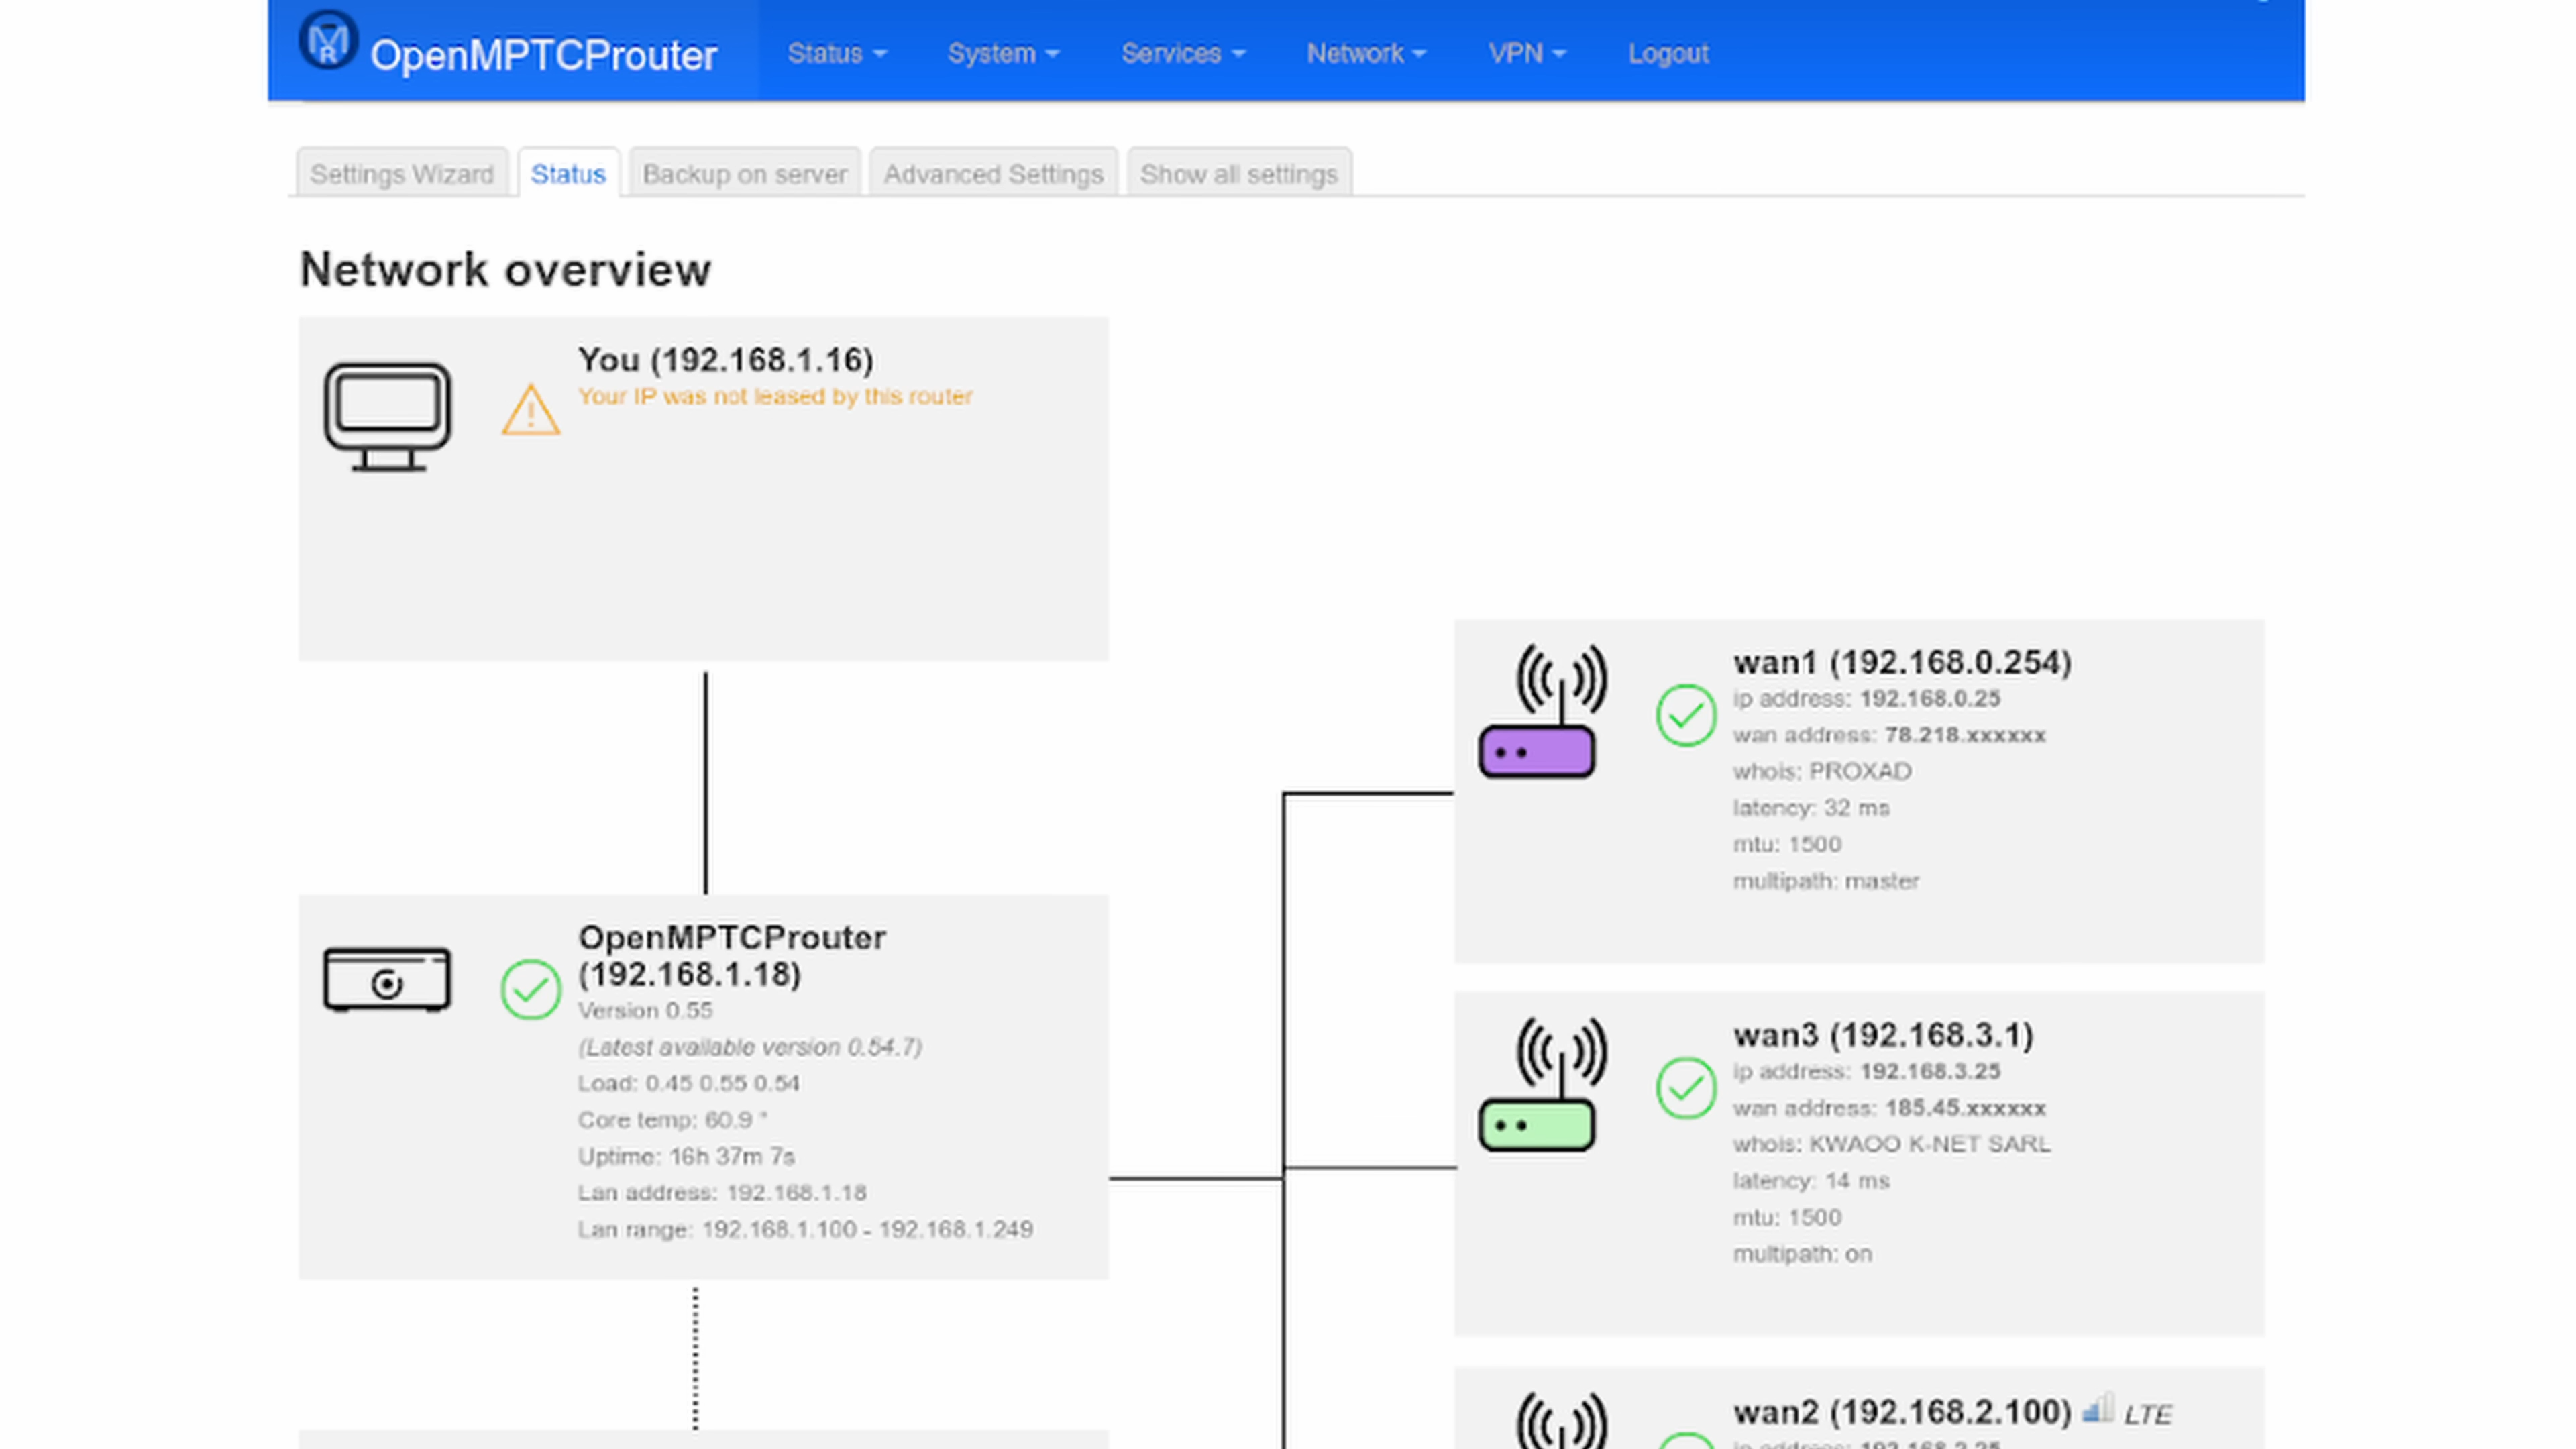 OpenMPTCProuter
Status System Services Network VPN Logout
Settings Wizard Status Backup on server Advanced Settings Show all settings
Network overview
You (192.168.1.16)
Your IP was not leased by this router
OpenMPTCProuter
(192.168.1.18)
Version 0.55
(Latest available version 0.54.7)
Load: 0.45 0.55 0.54
Core temp: 60.9 °
Uptime: 16h 37m 7s
Lan address: 192.168.1.18
Lan range: 192.168.1.100 - 192.168.1.249
wan1 (192.168.0.254)
ip address: 192.168.0.25
wan address: 78.218.xxxxxx
whois: PROXAD
latency: 32 ms
mtu: 1500
multipath: master
wan3 (192.168.3.1)
ip address: 192.168.3.25
wan address: 185.45.xxxxxx
whois: KWAOO K-NET SARL
latency: 14 ms
mtu: 1500
multipath: on
wan2 (192.168.2.100) LTE